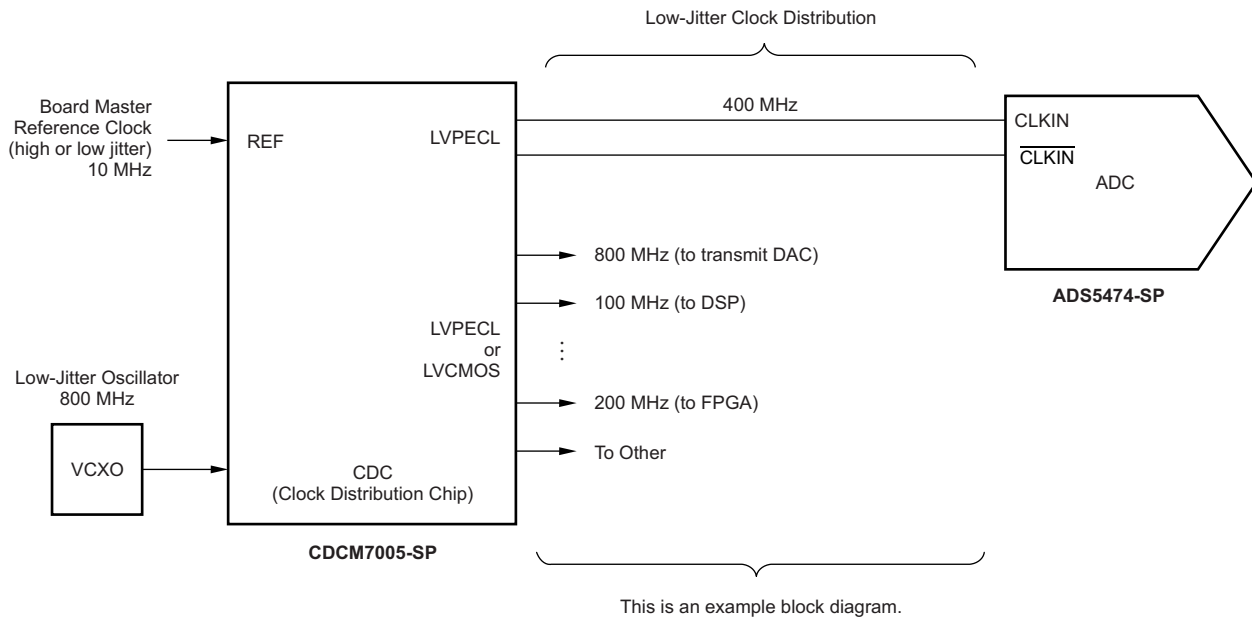 Low-Jitter Clock Distribution
Board Master
Reference Clock
(high or low jitter)
10 MHz
REF
LVPECL
400 MHz
CLKIN
CLKIN
ADC
ADS5474-SP
800 MHz (to transmit DAC)
100 MHz (to DSP)
LVPECL
or
LVCMOS
⋮
200 MHz (to FPGA)
To Other
Low-Jitter Oscillator
800 MHz
VCXO
CDC
(Clock Distribution Chip)
CDCM7005-SP
This is an example block diagram.